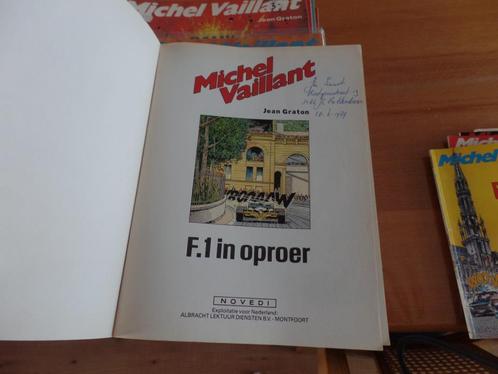 Michel Vaillant
Jean Graton
Michel
Vaillant
Jean Graton
VROOAOW
F.1 in oproer
NOVEDI
Exploitatie voor Nederland:
ALBRACHT LEKTUUR DIENSTEN B.V. - MONTFOORT
Michel